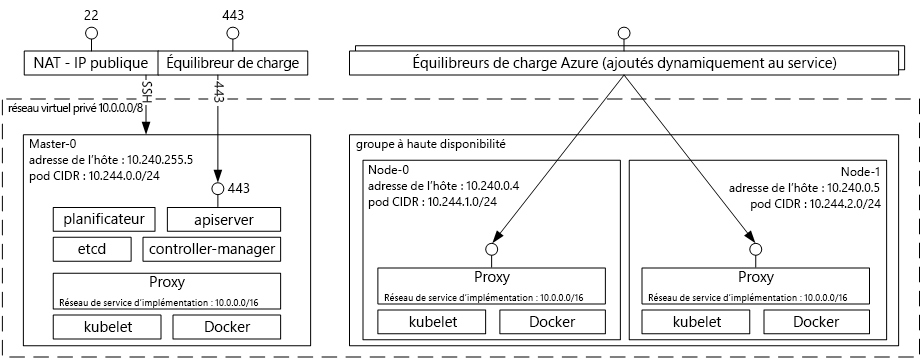 22
443
NAT - IP publique
Équilibreur de charge
Équilibreurs de charge Azure (ajoutés dynamiquement au service)
SSH
443
réseau virtuel privé 10.0.0.0/8
Master-0
adresse de l'hôte : 10.240.255.5
pod CIDR : 10.244.0.0/24
443
planificateur
apiserver
etcd
controller-manager
Proxy
Réseau de service d'implémentation : 10.0.0.0/16
kubelet
Docker
groupe à haute disponibilité
Node-0
adresse de l'hôte : 10.240.0.4
pod CIDR : 10.244.1.0/24
Proxy
Réseau de service d'implémentation : 10.0.0.0/16
kubelet
Docker
Node-1
adresse de l'hôte : 10.240.0.5
pod CIDR : 10.244.2.0/24
Proxy
Réseau de service d'implémentation : 10.0.0.0/16
kubelet
Docker